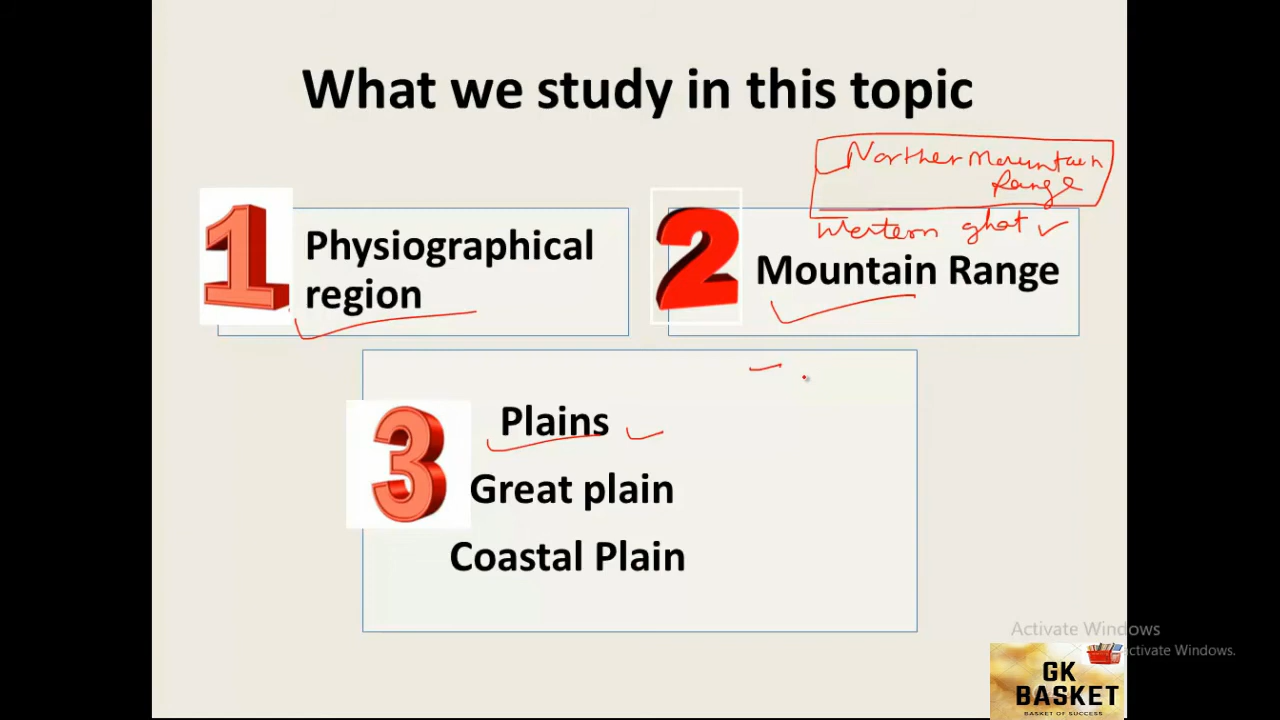 What we study in this topic
Norther Mountain
Range
Western ghat
Physiographical
region
Mountain Range
Plains
Great plain
Coastal Plain
Activate Windows
activate Windows.
GK
BASKET
BASKET OF SUCCESS
1
2
3